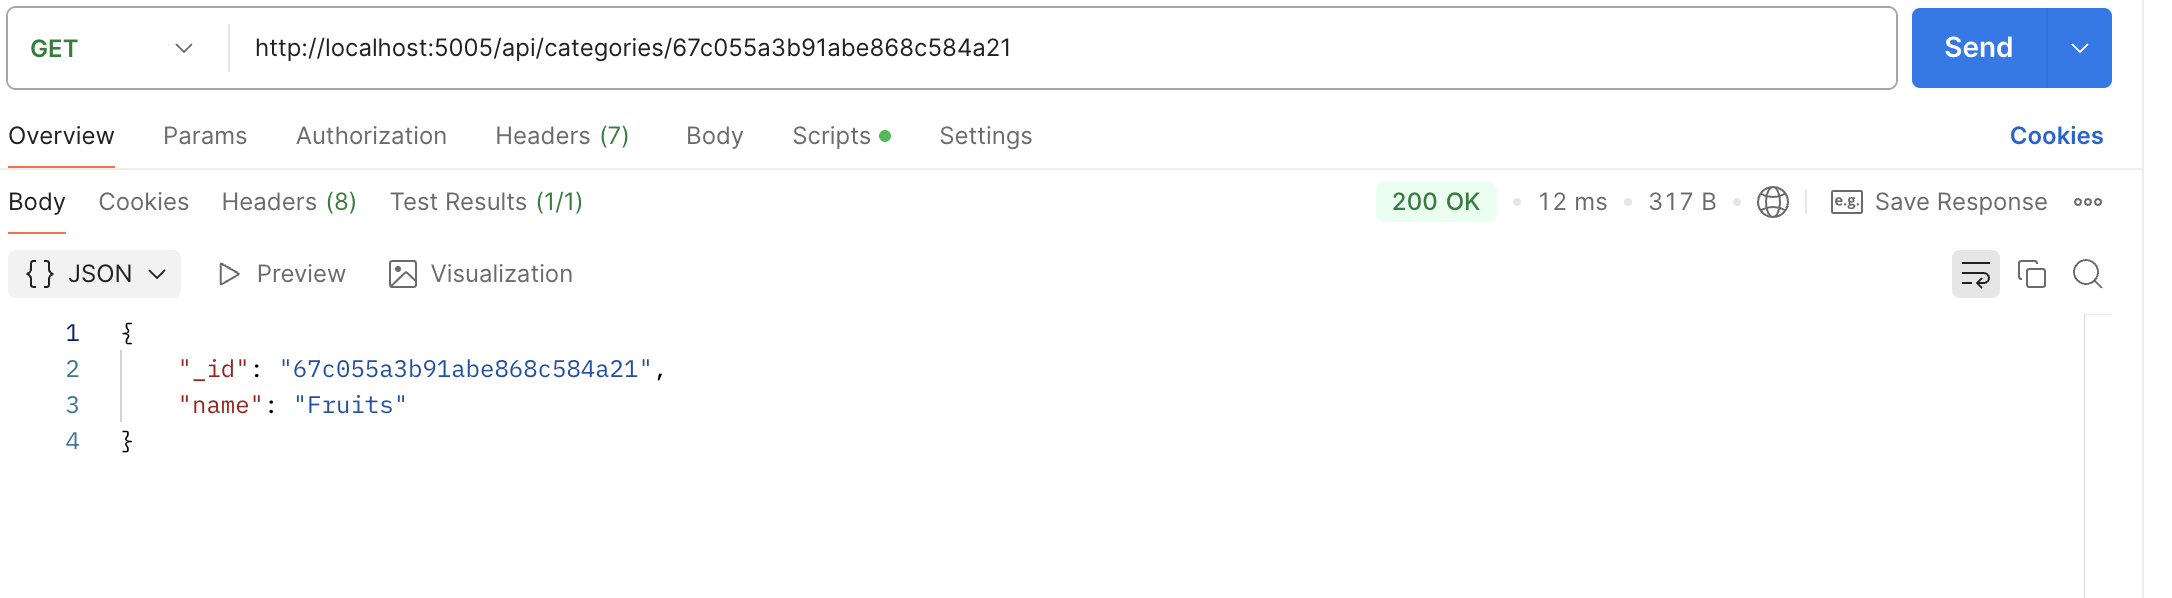 GET http://localhost:5005/api/categories/67c055a3b91abe868c584a21 Send
Overview Params Authorization Headers (7) Body Scripts Settings Cookies
Body Cookies Headers (8) Test Results (1/1) 200 OK • 12 ms • 317 B • e.g. Save Response
{} JSON Preview Visualization
1 {
2 "_id": "67c055a3b91abe868c584a21",
3 "name": "Fruits"
4 }